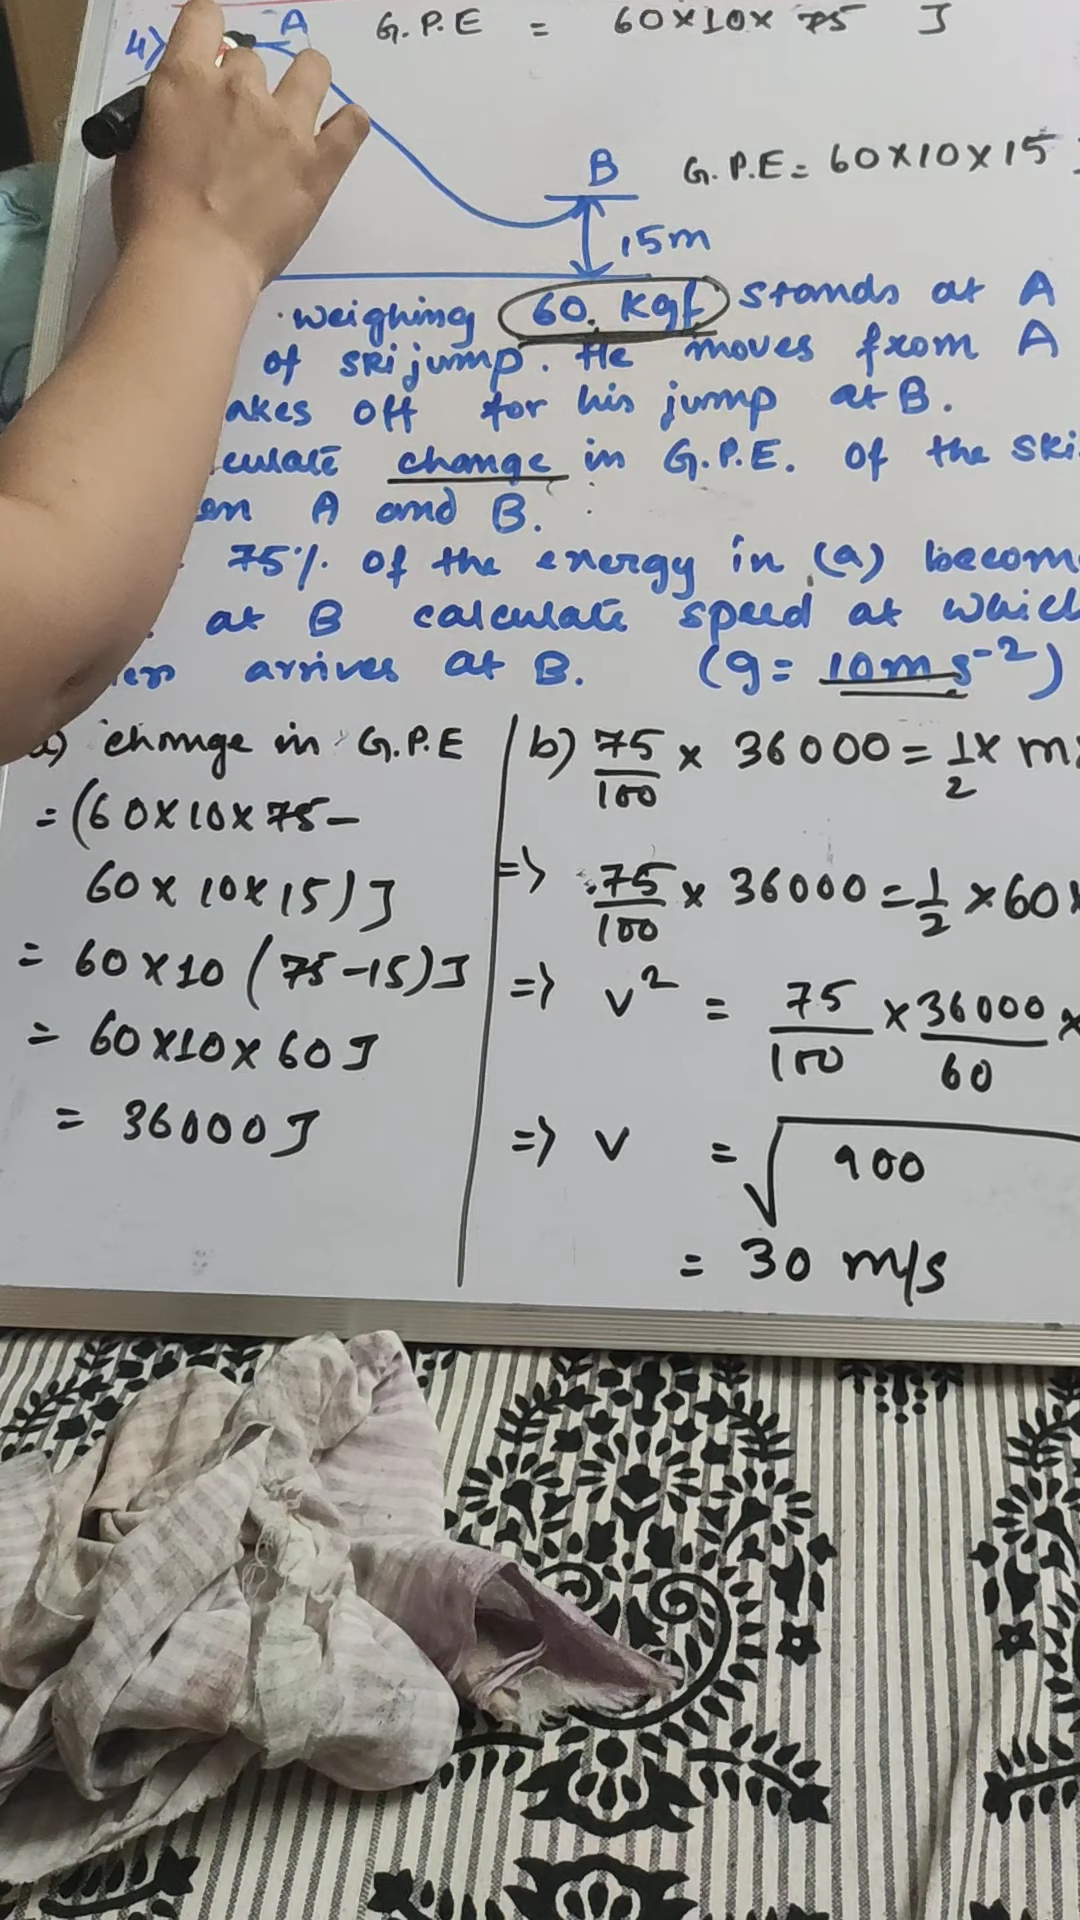 4)
A
G.P.E = 60×10×75 J
B
G.P.E = 60×10×15
15m
weighing 60. kgf stands at A
of ski jump. He moves from A
akes off for his jump at B.
culate change in G.P.E. of the ski
en A and B.
75% of the energy in (a) becom
at B calculate speed at which
arrives at B. (g = 10 m s⁻²)
a) change in G.P.E
= (60×10×75 –
60 × 10 × 15) J
= 60×10 (75–15) J
= 60×10×60 J
= 36000 J
b) 75/100 × 36000 = 1/2 × m
=> 75/100 × 36000 = 1/2 × 60 ×
=> v² = 75/100 × 36000/60 ×
=> v = √900
= 30 m/s